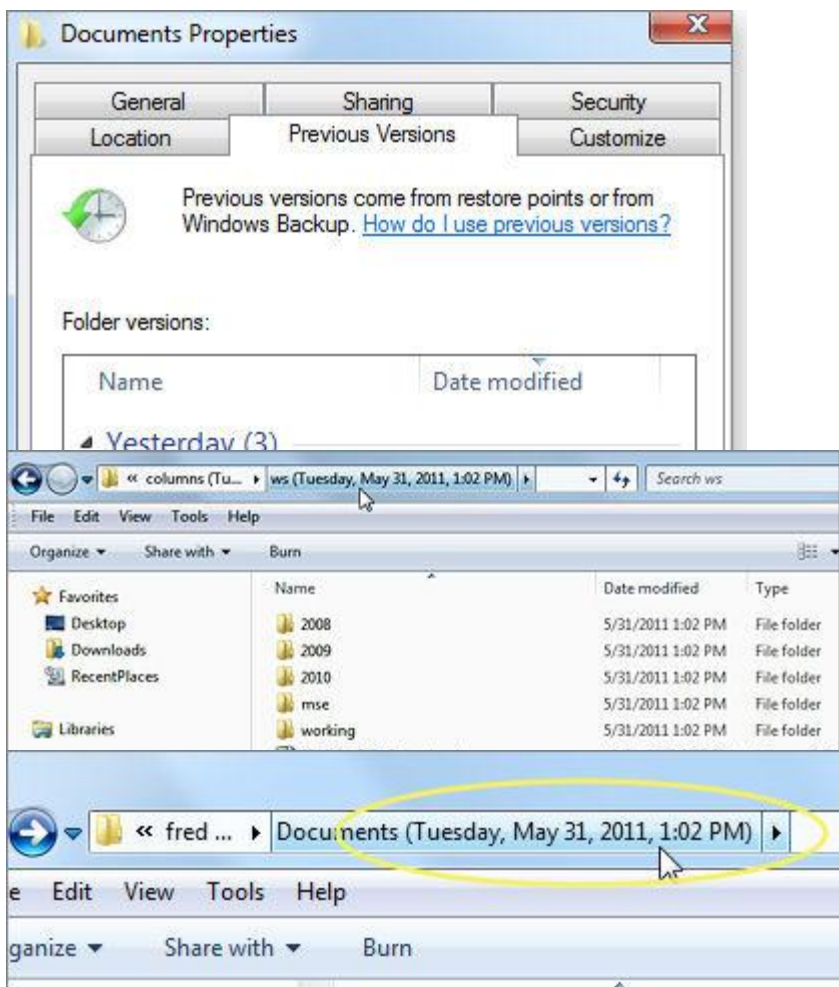 Documents Properties
X
General Sharing Security
Location Previous Versions Customize
Previous versions come from restore points or from
Windows Backup. How do I use previous versions?
Folder versions:
Name Date modified
Yesterday (3)
« columns (Tu... ws (Tuesday, May 31, 2011, 1:02 PM) Search ws
File Edit View Tools Help
Organize Share with Burn
Name Date modified Type
Favorites
Desktop 2008 5/31/2011 1:02 PM File folder
Downloads 2009 5/31/2011 1:02 PM File folder
RecentPlaces 2010 5/31/2011 1:02 PM File folder
mse 5/31/2011 1:02 PM File folder
Libraries working 5/31/2011 1:02 PM File folder
« fred ... Documents (Tuesday, May 31, 2011, 1:02 PM)
e Edit View Tools Help
ganize Share with Burn